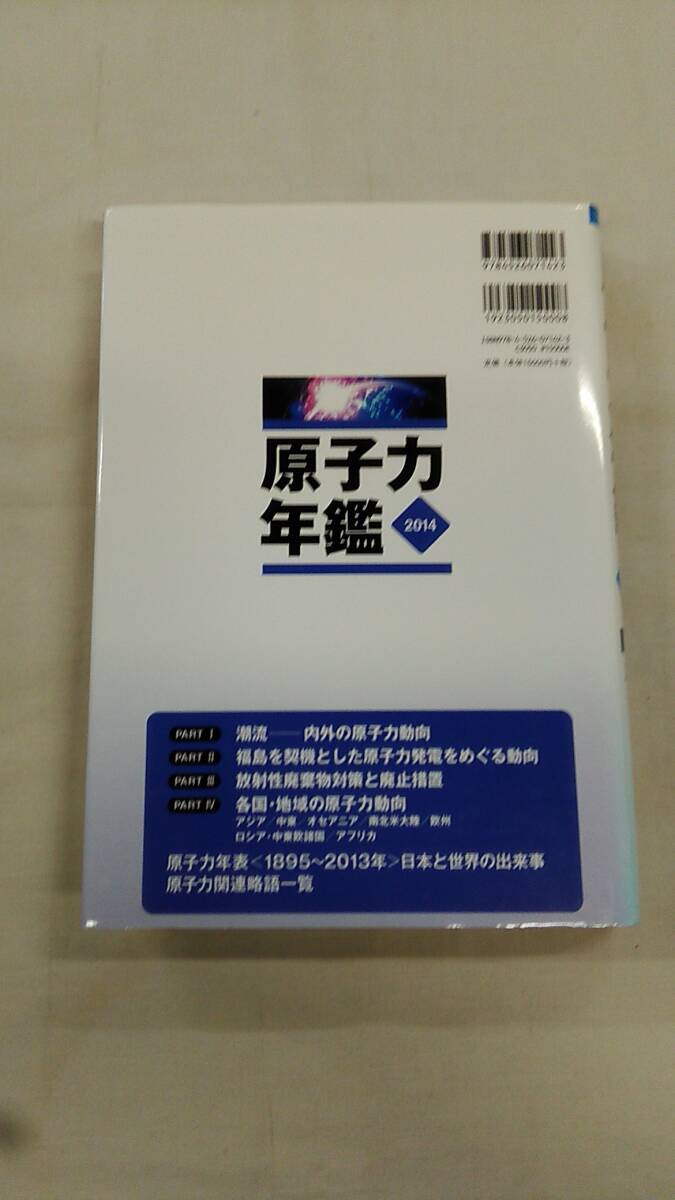 9784526071423
1923050150008
原子力
年鑑
2014
PART Ⅰ 潮流――内外の原子力動向
PART Ⅱ 福島を契機とした原子力発電をめぐる動向
PART Ⅲ 放射性廃棄物対策と廃止措置
PART Ⅳ 各国・地域の原子力動向
アジア／中東／オセアニア／南北米大陸／欧州
ロシア・中東欧諸国／アフリカ
原子力年表<1895～2013年>日本と世界の出来事
原子力関連略語一覧